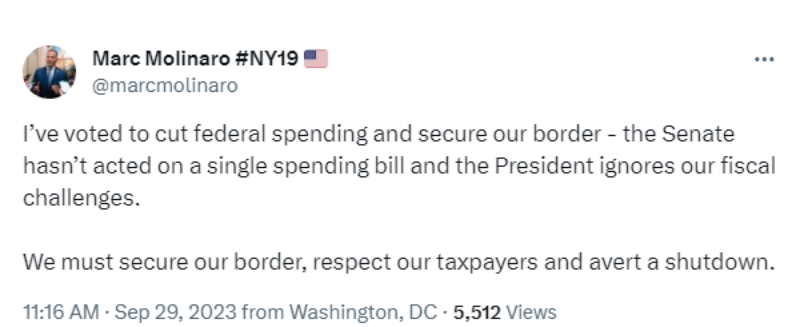 Marc Molinaro #NY19 🇺🇸
@marcmolinaro
I’ve voted to cut federal spending and secure our border - the Senate
hasn’t acted on a single spending bill and the President ignores our fiscal
challenges.
We must secure our border, respect our taxpayers and avert a shutdown.
11:16 AM · Sep 29, 2023 from Washington, DC · 5,512 Views